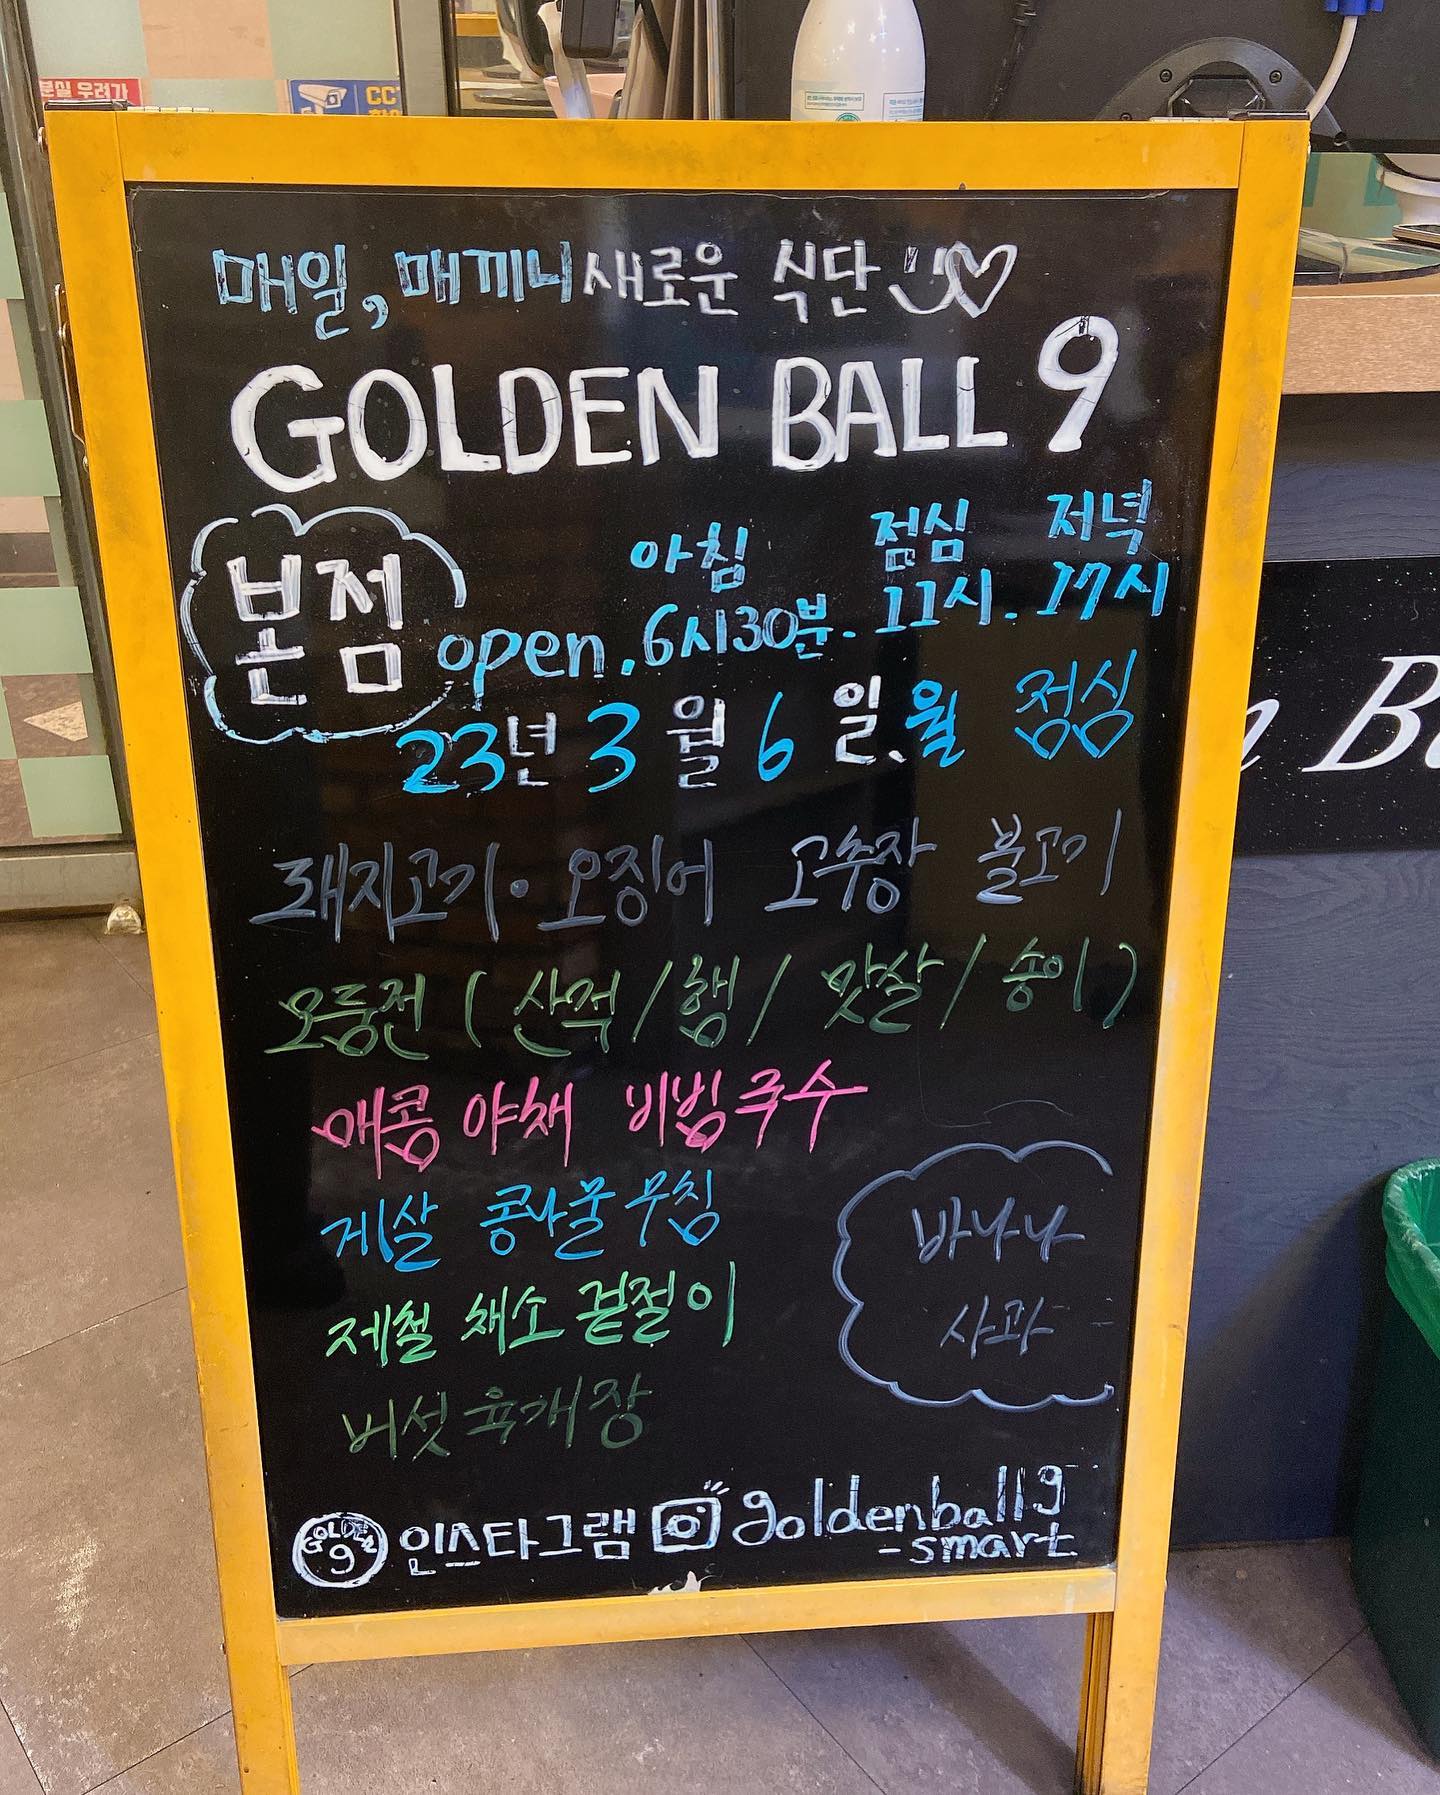 분실 우려가
CC
매일, 매끼니 새로운 식단
GOLDEN BALL 9
본점
아침 점심 저녁
open. 6시30분. 11시. 17시
23년 3월 6일. 월 점심
돼지고기·오징어 고추장 불고기
모둠전 (산적/햄/맛살/송이)
매콤 야채 비빔국수
게살 콩나물무침
제철 채소 겉절이
버섯육개장
바나나
사과
GOLDEN
9
인스타그램 goldenball9
-smart